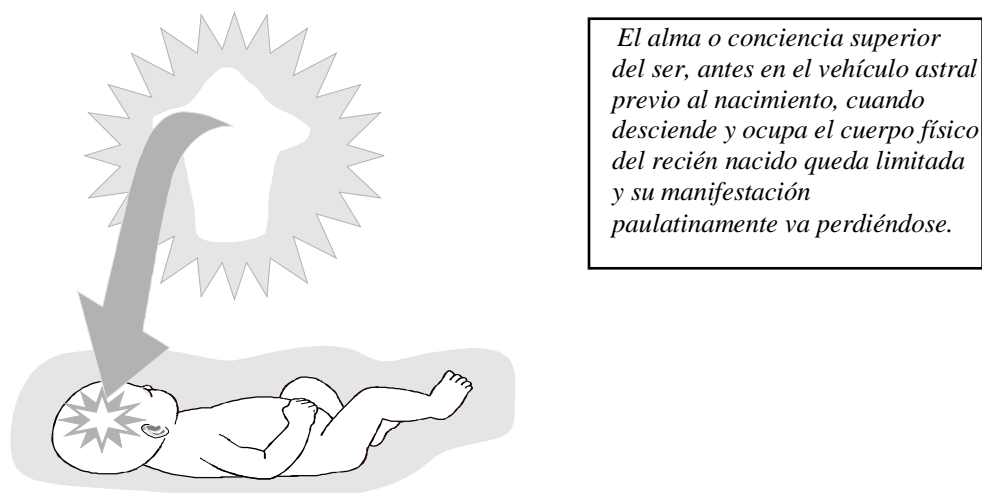 El alma o conciencia superior
del ser, antes en el vehículo astral
previo al nacimiento, cuando
desciende y ocupa el cuerpo físico
del recién nacido queda limitada
y su manifestación
paulatinamente va perdiéndose.